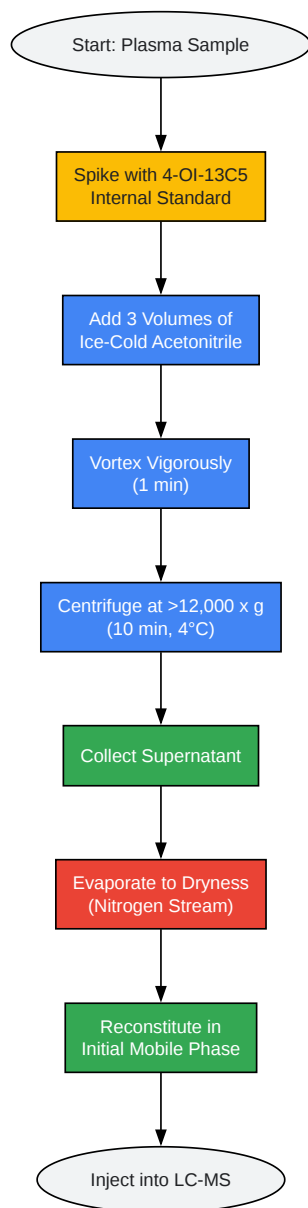 Start: Plasma Sample
Spike with 4-OI-13C5
Internal Standard
Add 3 Volumes of
Ice-Cold Acetonitrile
Vortex Vigorously
(1 min)
Centrifuge at >12,000 x g
(10 min, 4°C)
Collect Supernatant
Evaporate to Dryness
(Nitrogen Stream)
Reconstitute in
Initial Mobile Phase
Inject into LC-MS